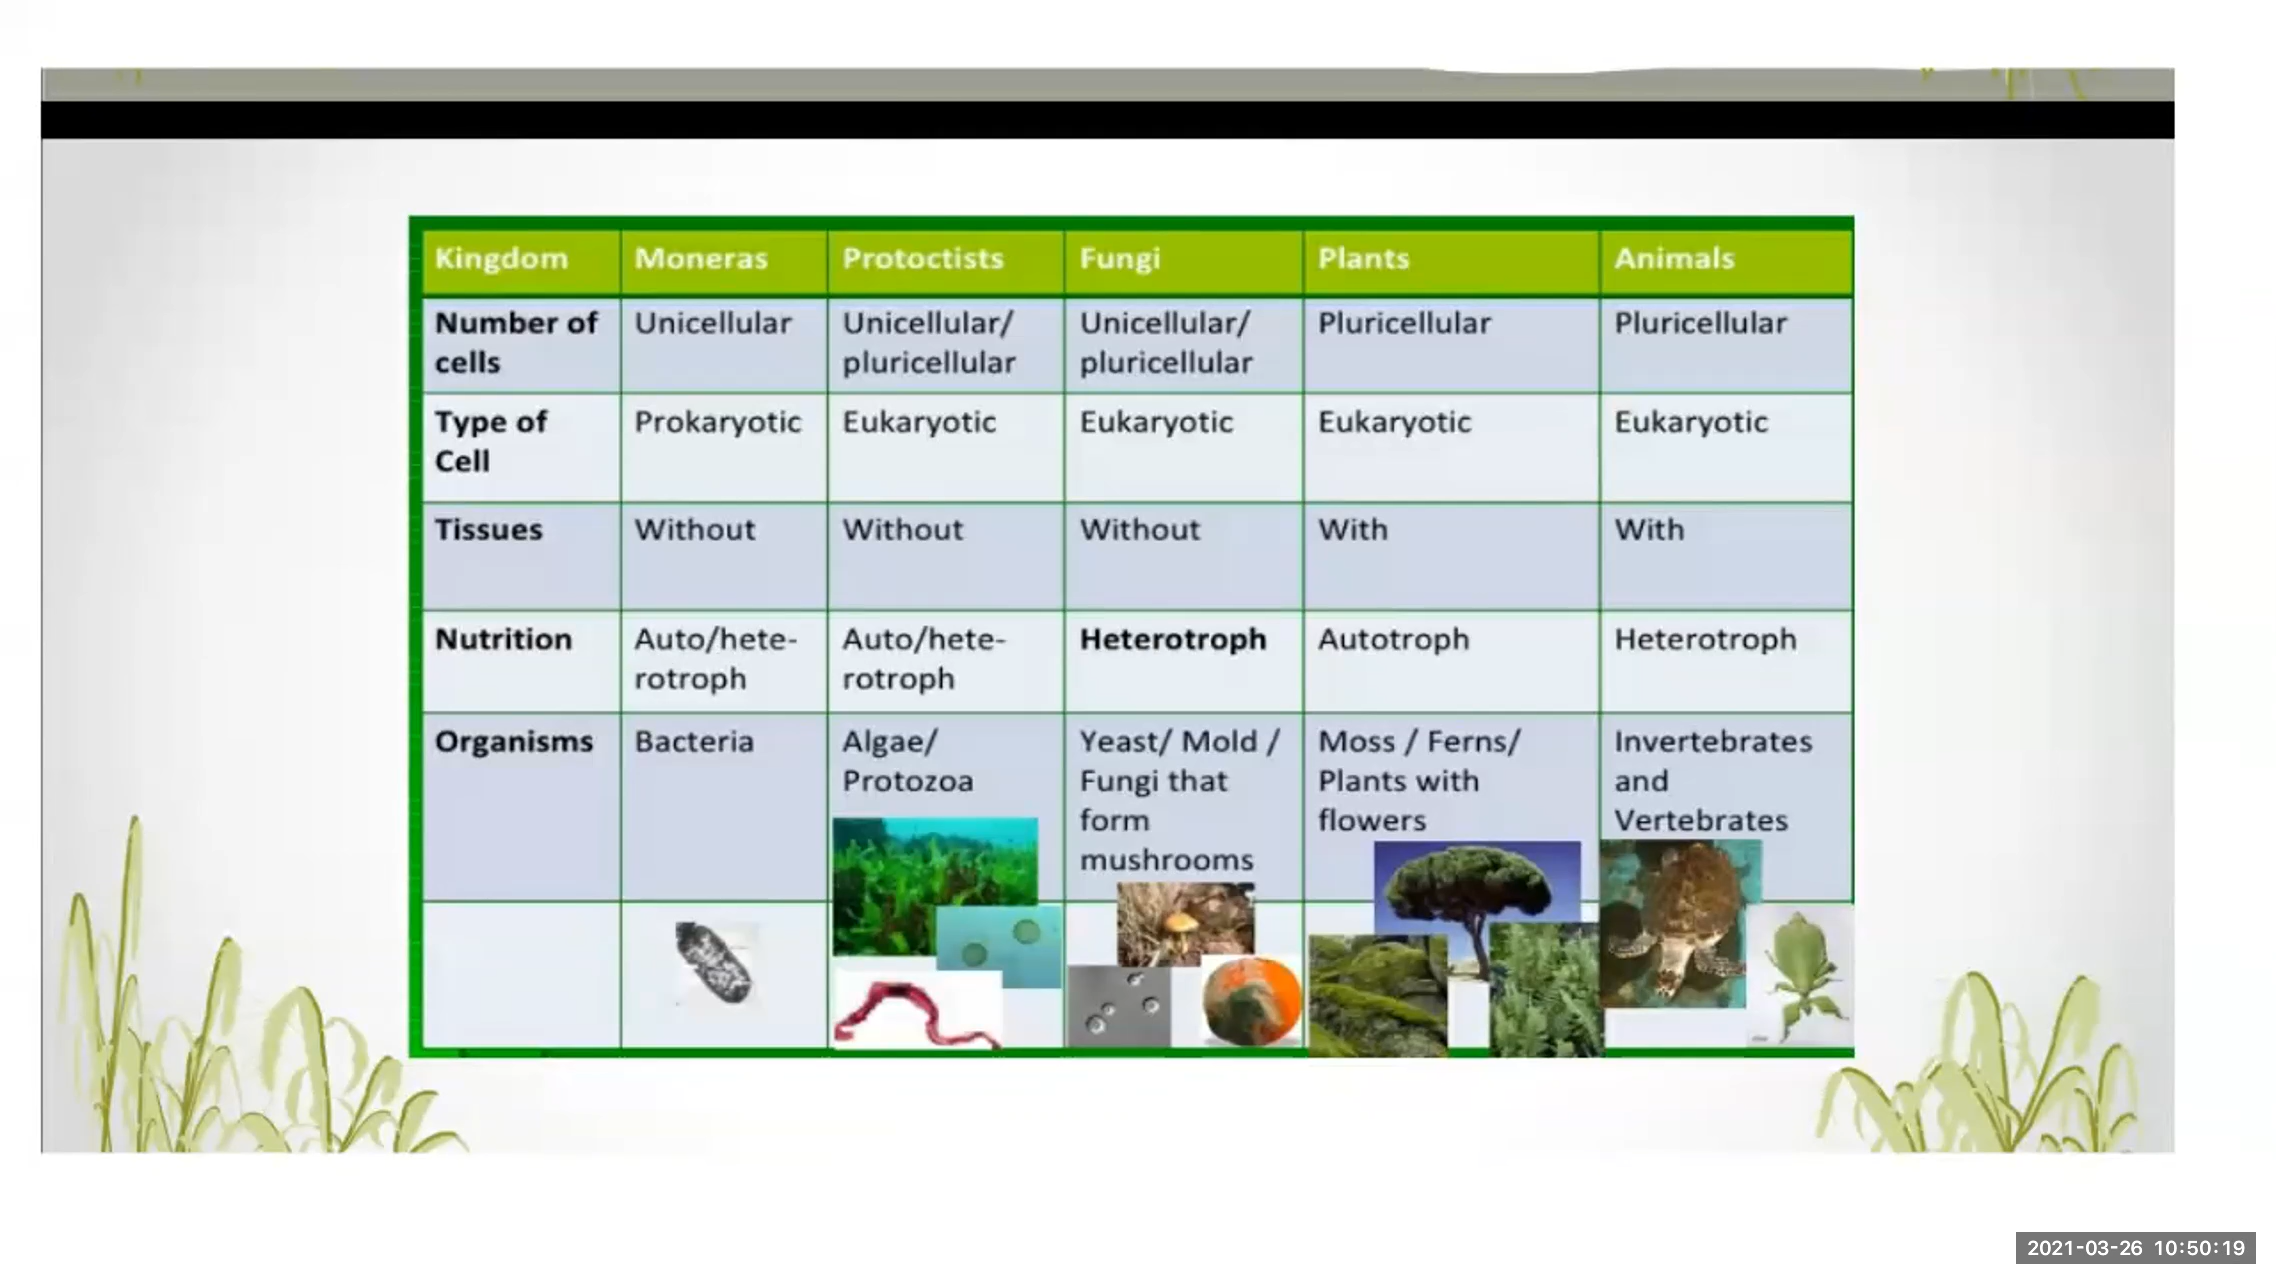 Kingdom Moneras Protoctists Fungi Plants Animals
Number of Unicellular Unicellular/ Unicellular/ Pluricellular Pluricellular
cells pluricellular pluricellular
Type of Prokaryotic Eukaryotic Eukaryotic Eukaryotic Eukaryotic
Cell
Tissues Without Without Without With With
Nutrition Auto/hete- Auto/hete- Heterotroph Autotroph Heterotroph
rotroph rotroph
Organisms Bacteria Algae/ Yeast/ Mold / Moss / Ferns/ Invertebrates
Protozoa Fungi that Plants with and
form flowers Vertebrates
mushrooms
2021-03-26 10:50:19